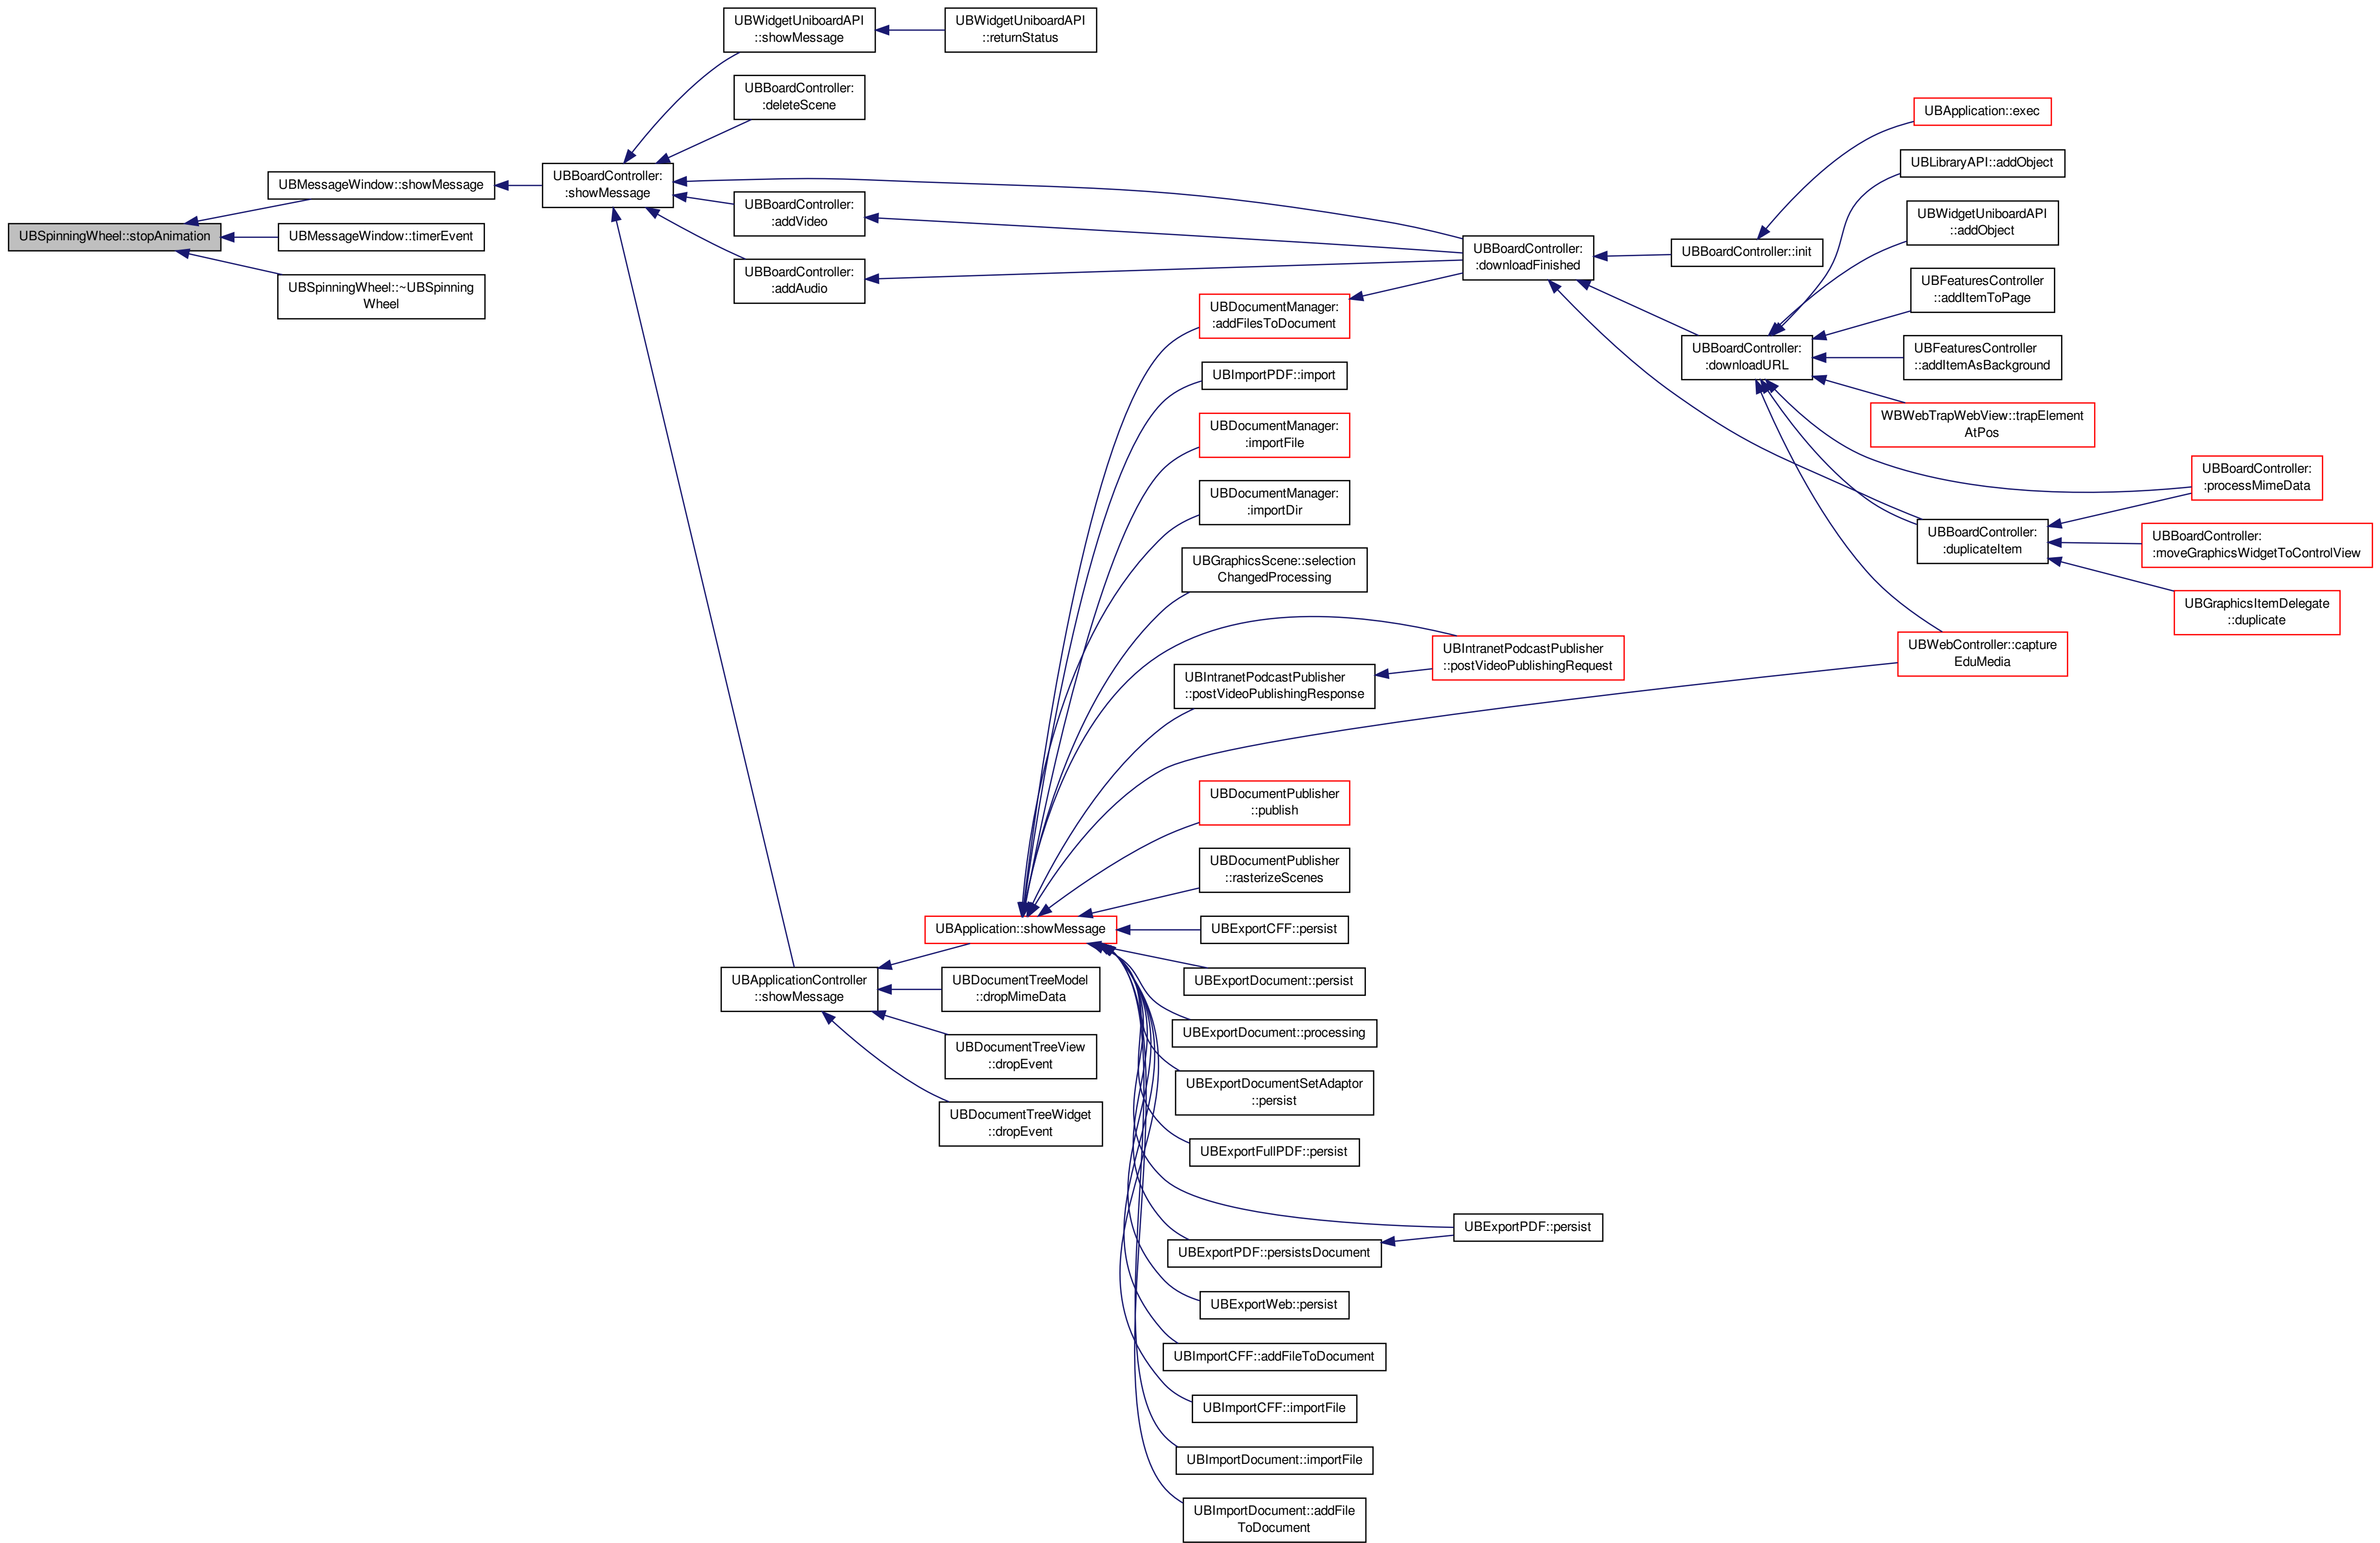 UBSpinningWheel::stopAnimation
UBMessageWindow::showMessage
UBMessageWindow::timerEvent
UBSpinningWheel::~UBSpinning
Wheel
UBBoardController:
:showMessage
UBWidgetUniboardAPI
::showMessage
UBWidgetUniboardAPI
::returnStatus
UBBoardController:
:deleteScene
UBBoardController:
:addVideo
UBBoardController:
:addAudio
UBApplicationController
::showMessage
UBApplication::showMessage
UBDocumentTreeModel
::dropMimeData
UBDocumentTreeView
::dropEvent
UBDocumentTreeWidget
::dropEvent
UBDocumentManager:
:addFilesToDocument
UBImportPDF::import
UBDocumentManager:
:importFile
UBDocumentManager:
:importDir
UBGraphicsScene::selection
ChangedProcessing
UBIntranetPodcastPublisher
::postVideoPublishingResponse
UBIntranetPodcastPublisher
::postVideoPublishingRequest
UBDocumentPublisher
::publish
UBDocumentPublisher
::rasterizeScenes
UBExportCFF::persist
UBExportDocument::persist
UBExportDocument::processing
UBExportDocumentSetAdaptor
::persist
UBExportFullPDF::persist
UBExportPDF::persistsDocument
UBExportPDF::persist
UBExportWeb::persist
UBImportCFF::addFileToDocument
UBImportCFF::importFile
UBImportDocument::importFile
UBImportDocument::addFile
ToDocument
UBBoardController:
:downloadFinished
UBBoardController::init
UBApplication::exec
UBBoardController:
:downloadURL
UBLibraryAPI::addObject
UBWidgetUniboardAPI
::addObject
UBFeaturesController
::addItemToPage
UBFeaturesController
::addItemAsBackground
WBWebTrapWebView::trapElement
AtPos
UBBoardController:
:duplicateItem
UBBoardController:
:processMimeData
UBBoardController:
:moveGraphicsWidgetToControlView
UBGraphicsItemDelegate
::duplicate
UBWebController::capture
EduMedia